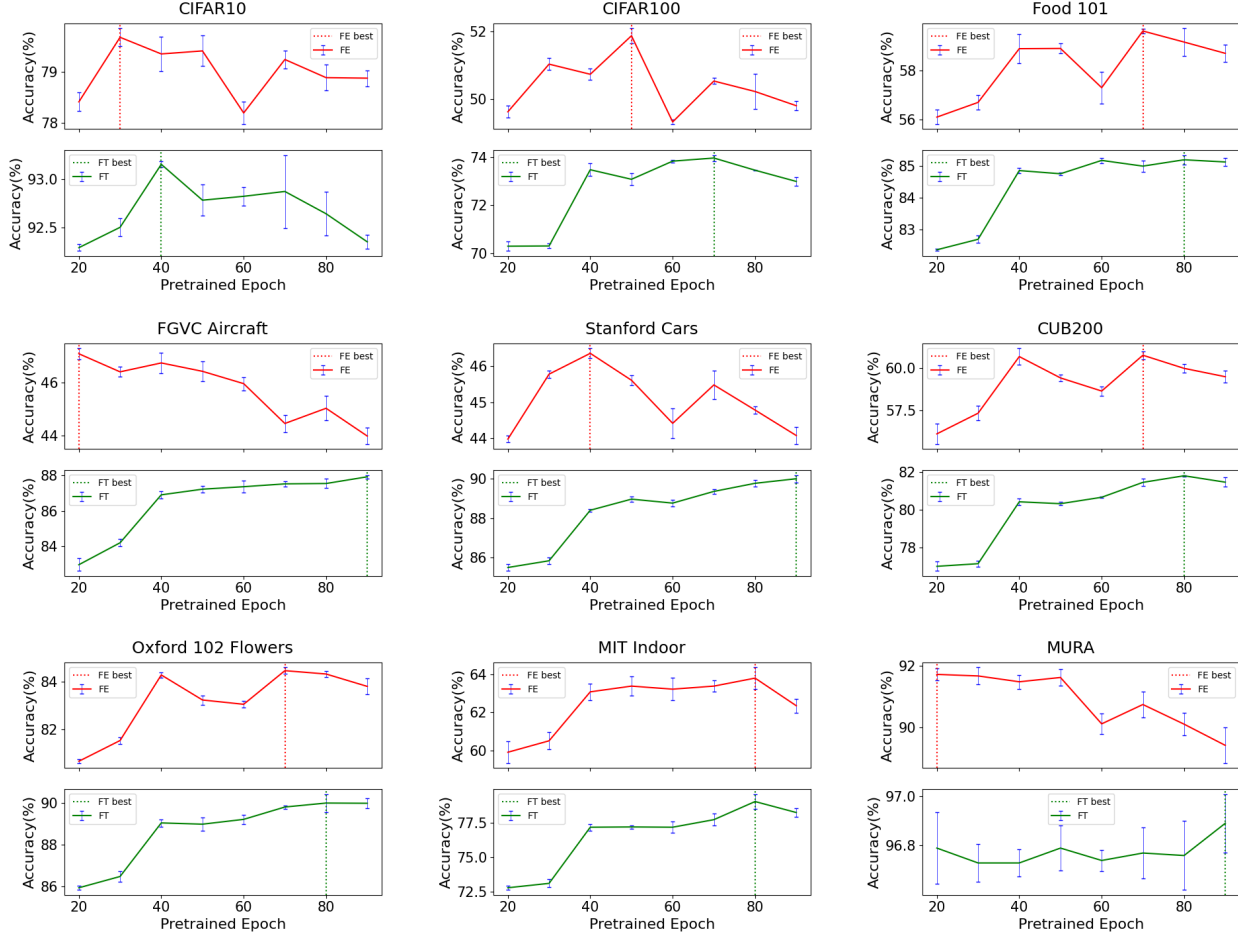 CIFAR10
Accuracy(%)
79
78
FE best
FE
Accuracy(%)
93.0
92.5
FT best
FT
20 40 60 80
Pretrained Epoch
CIFAR100
Accuracy(%)
52
50
FE best
FE
Accuracy(%)
74
72
70
FT best
FT
20 40 60 80
Pretrained Epoch
Food 101
Accuracy(%)
58
56
FE best
FE
Accuracy(%)
85
84
83
82
FT best
FT
20 40 60 80
Pretrained Epoch
FGVC Aircraft
Accuracy(%)
46
44
FE best
FE
Accuracy(%)
88
86
84
FT best
FT
20 40 60 80
Pretrained Epoch
Stanford Cars
Accuracy(%)
46
45
44
FE best
FE
Accuracy(%)
90
88
86
FT best
FT
20 40 60 80
Pretrained Epoch
CUB200
Accuracy(%)
60.0
57.5
FE best
FE
Accuracy(%)
82
80
78
FT best
FT
20 40 60 80
Pretrained Epoch
Oxford 102 Flowers
Accuracy(%)
84
82
FE best
FE
Accuracy(%)
90
88
86
FT best
FT
20 40 60 80
Pretrained Epoch
MIT Indoor
Accuracy(%)
64
62
60
FE best
FE
Accuracy(%)
77.5
75.0
72.5
FT best
FT
20 40 60 80
Pretrained Epoch
MURA
Accuracy(%)
92
90
FE best
FE
Accuracy(%)
97.0
96.8
FT best
FT
20 40 60 80
Pretrained Epoch